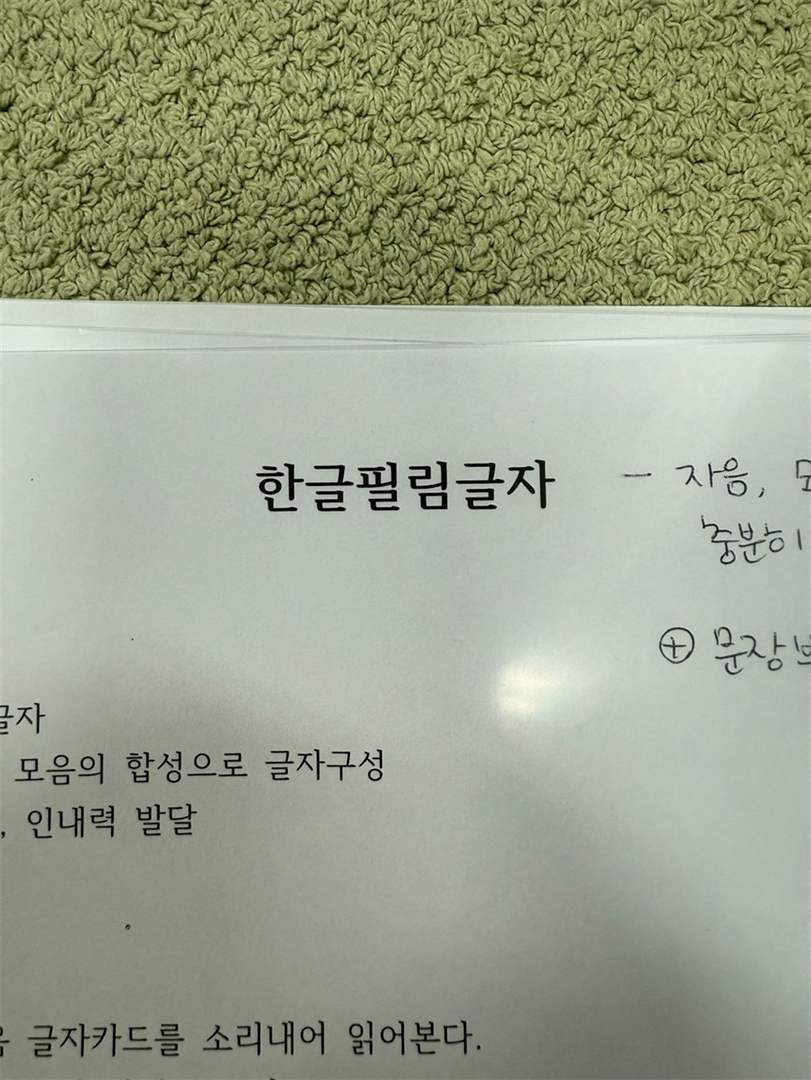 한글필림글자
- 자음,
충분히
⊕ 문장
글자
모음의 합성으로 글자구성
, 인내력 발달
글자카드를 소리내어 읽어본다.